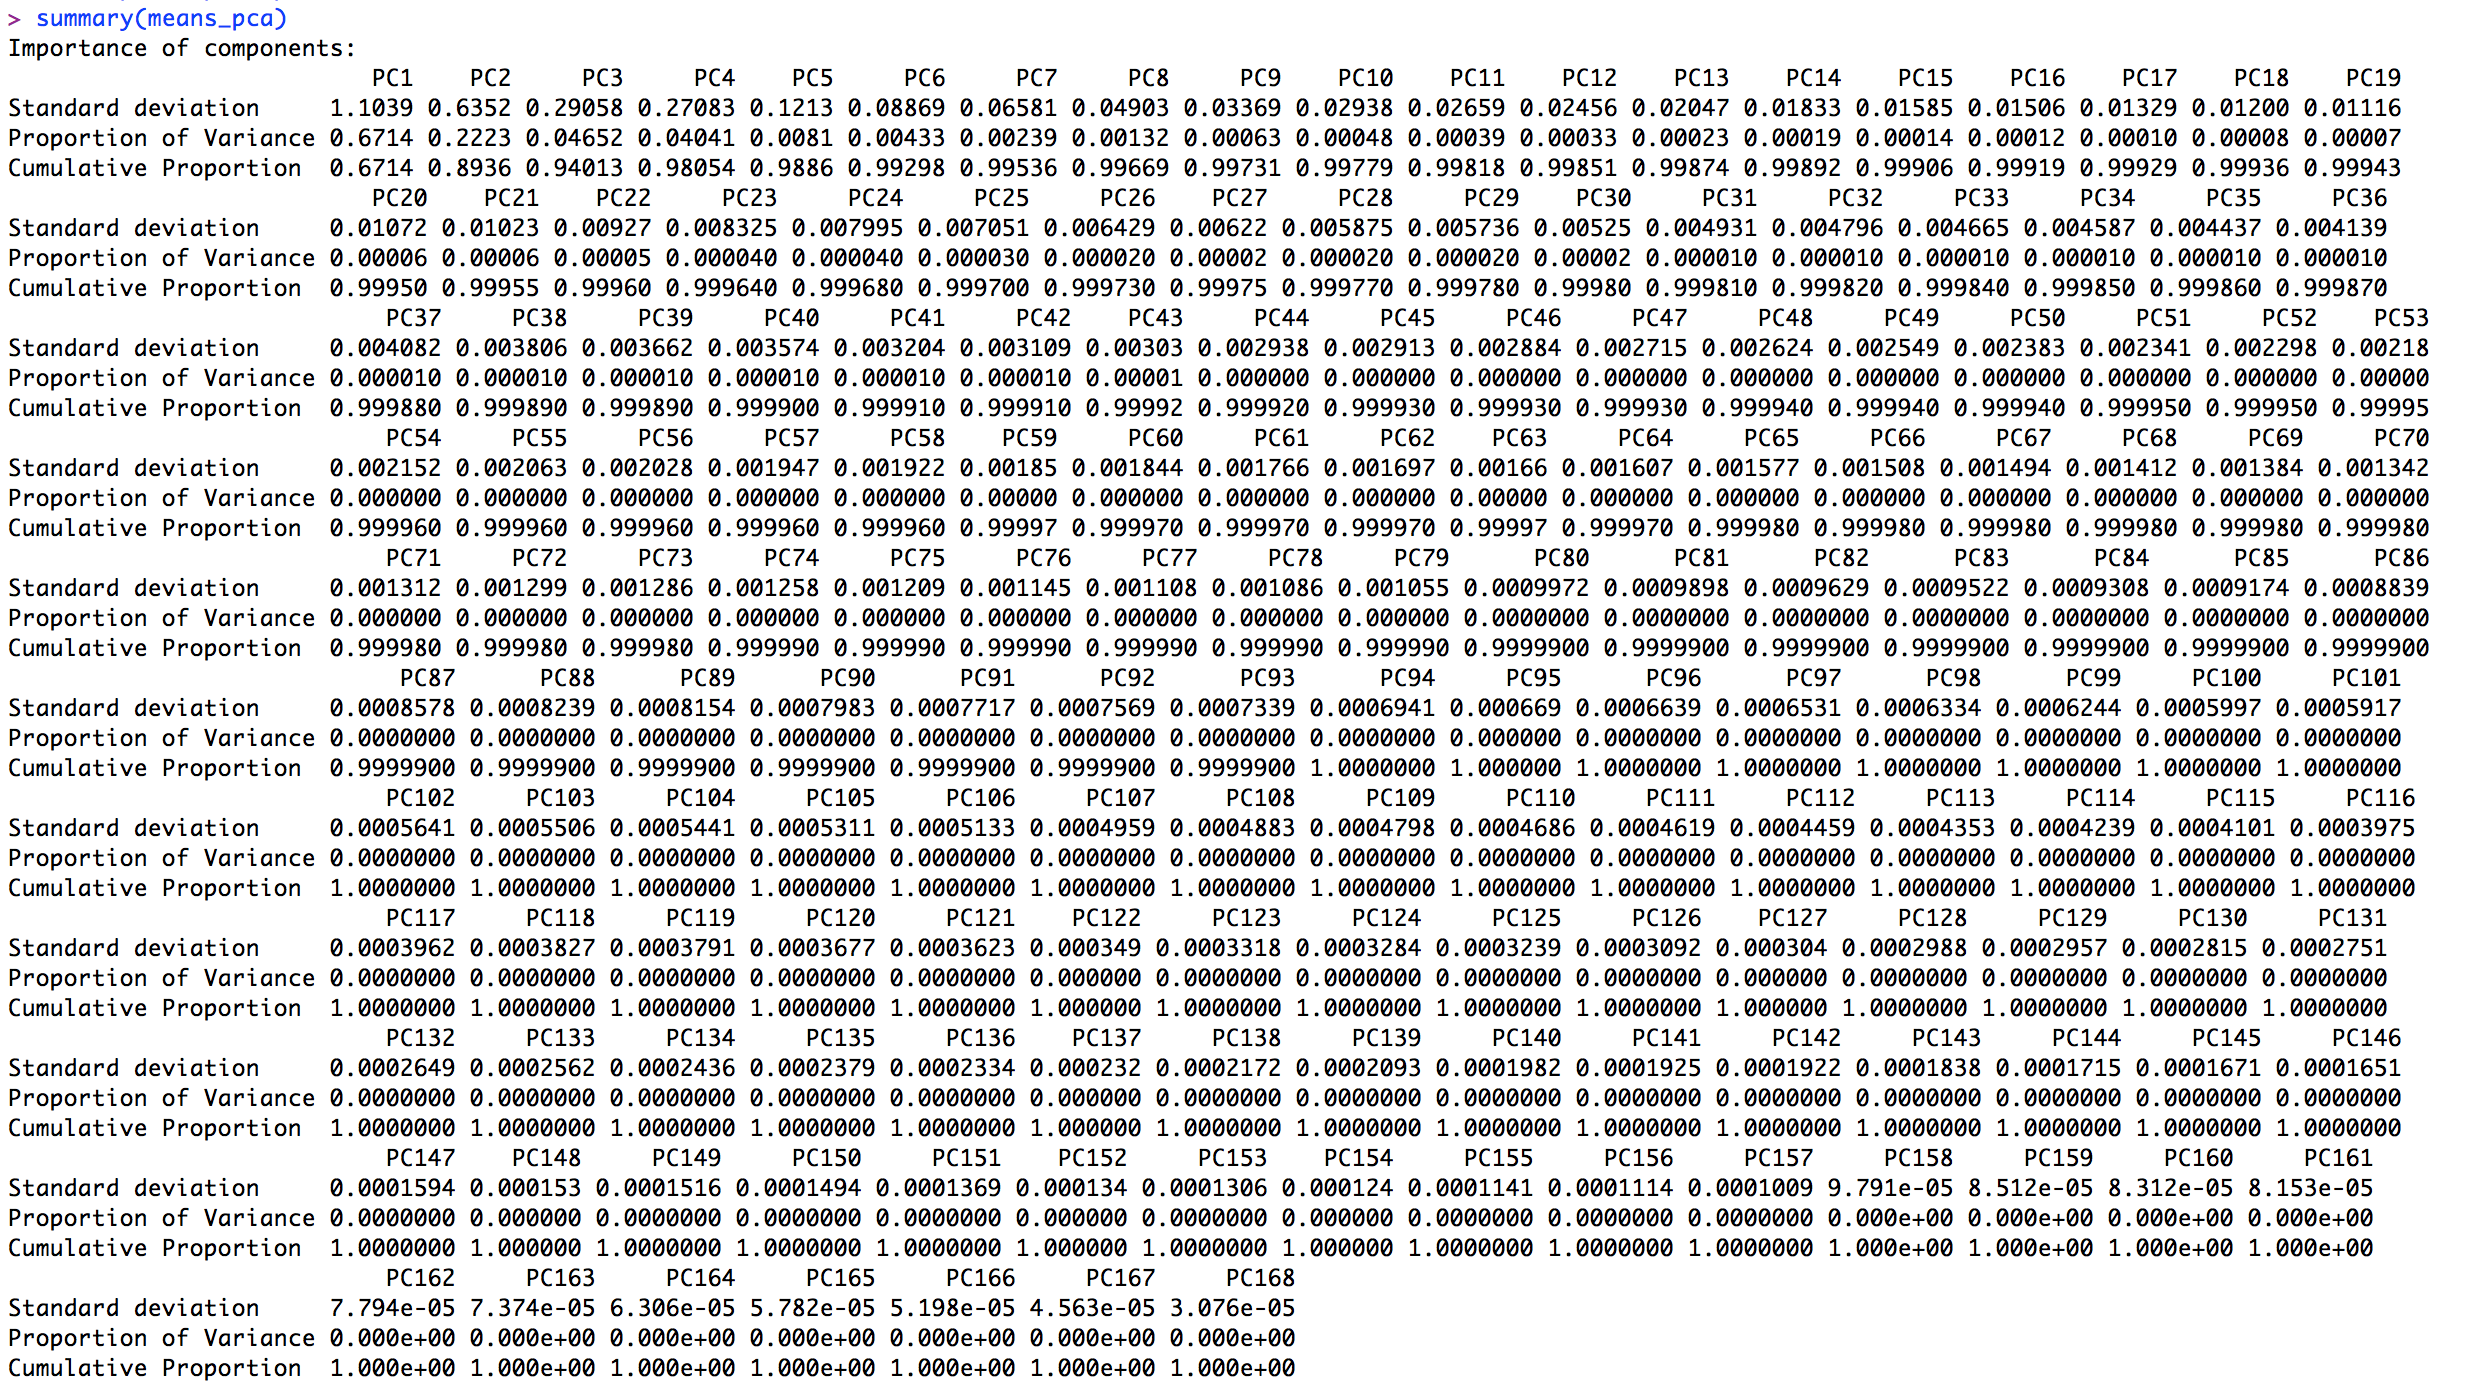 > summary(means_pca)
Importance of components:
PC1 PC2 PC3 PC4 PC5 PC6 PC7 PC8 PC9 PC10 PC11 PC12 PC13 PC14 PC15 PC16 PC17 PC18 PC19
Standard deviation 1.1039 0.6352 0.29058 0.27083 0.1213 0.08869 0.06581 0.04903 0.03369 0.02938 0.02659 0.02456 0.02047 0.01833 0.01585 0.01506 0.01329 0.01200 0.01116
Proportion of Variance 0.6714 0.2223 0.04652 0.04041 0.0081 0.00433 0.00239 0.00132 0.00063 0.00048 0.00039 0.00033 0.00023 0.00019 0.00014 0.00012 0.00010 0.00008 0.00007
Cumulative Proportion 0.6714 0.8936 0.94013 0.98054 0.9886 0.99298 0.99536 0.99669 0.99731 0.99779 0.99818 0.99851 0.99874 0.99892 0.99906 0.99919 0.99929 0.99936 0.99943
PC20 PC21 PC22 PC23 PC24 PC25 PC26 PC27 PC28 PC29 PC30 PC31 PC32 PC33 PC34 PC35 PC36
Standard deviation 0.01072 0.01023 0.00927 0.008325 0.007995 0.007051 0.006429 0.00622 0.005875 0.005736 0.00525 0.004931 0.004796 0.004665 0.004587 0.004437 0.004139
Proportion of Variance 0.00006 0.00006 0.00005 0.000040 0.000040 0.000030 0.000020 0.00002 0.000020 0.000020 0.00002 0.000010 0.000010 0.000010 0.000010 0.000010 0.000010
Cumulative Proportion 0.99950 0.99955 0.99960 0.999640 0.999680 0.999700 0.999730 0.99975 0.999770 0.999780 0.99980 0.999810 0.999820 0.999840 0.999850 0.999860 0.999870
PC37 PC38 PC39 PC40 PC41 PC42 PC43 PC44 PC45 PC46 PC47 PC48 PC49 PC50 PC51 PC52 PC53
Standard deviation 0.004082 0.003806 0.003662 0.003574 0.003204 0.003109 0.00303 0.002938 0.002913 0.002884 0.002715 0.002624 0.002549 0.002383 0.002341 0.002298 0.00218
Proportion of Variance 0.000010 0.000010 0.000010 0.000010 0.000010 0.000010 0.00001 0.000000 0.000000 0.000000 0.000000 0.000000 0.000000 0.000000 0.000000 0.000000 0.00000
Cumulative Proportion 0.999880 0.999890 0.999890 0.999900 0.999910 0.999910 0.99992 0.999920 0.999930 0.999930 0.999930 0.999940 0.999940 0.999940 0.999950 0.999950 0.99995
PC54 PC55 PC56 PC57 PC58 PC59 PC60 PC61 PC62 PC63 PC64 PC65 PC66 PC67 PC68 PC69 PC70
Standard deviation 0.002152 0.002063 0.002028 0.001947 0.001922 0.00185 0.001844 0.001766 0.001697 0.00166 0.001607 0.001577 0.001508 0.001494 0.001412 0.001384 0.001342
Proportion of Variance 0.000000 0.000000 0.000000 0.000000 0.000000 0.00000 0.000000 0.000000 0.000000 0.00000 0.000000 0.000000 0.000000 0.000000 0.000000 0.000000 0.000000
Cumulative Proportion 0.999960 0.999960 0.999960 0.999960 0.999960 0.99997 0.999970 0.999970 0.999970 0.99997 0.999970 0.999980 0.999980 0.999980 0.999980 0.999980 0.999980
PC71 PC72 PC73 PC74 PC75 PC76 PC77 PC78 PC79 PC80 PC81 PC82 PC83 PC84 PC85 PC86
Standard deviation 0.001312 0.001299 0.001286 0.001258 0.001209 0.001145 0.001108 0.001086 0.001055 0.0009972 0.0009898 0.0009629 0.0009522 0.0009308 0.0009174 0.0008839
Proportion of Variance 0.000000 0.000000 0.000000 0.000000 0.000000 0.000000 0.000000 0.000000 0.000000 0.0000000 0.0000000 0.0000000 0.0000000 0.0000000 0.0000000 0.0000000
Cumulative Proportion 0.999980 0.999980 0.999980 0.999990 0.999990 0.999990 0.999990 0.999990 0.999990 0.9999900 0.9999900 0.9999900 0.9999900 0.9999900 0.9999900 0.9999900
PC87 PC88 PC89 PC90 PC91 PC92 PC93 PC94 PC95 PC96 PC97 PC98 PC99 PC100 PC101
Standard deviation 0.0008578 0.0008239 0.0008154 0.0007983 0.0007717 0.0007569 0.0007339 0.0006941 0.000669 0.0006639 0.0006531 0.0006334 0.0006244 0.0005997 0.0005917
Proportion of Variance 0.0000000 0.0000000 0.0000000 0.0000000 0.0000000 0.0000000 0.0000000 0.0000000 0.000000 0.0000000 0.0000000 0.0000000 0.0000000 0.0000000 0.0000000
Cumulative Proportion 0.9999900 0.9999900 0.9999900 0.9999900 0.9999900 0.9999900 0.9999900 1.0000000 1.000000 1.0000000 1.0000000 1.0000000 1.0000000 1.0000000 1.0000000
PC102 PC103 PC104 PC105 PC106 PC107 PC108 PC109 PC110 PC111 PC112 PC113 PC114 PC115 PC116
Standard deviation 0.0005641 0.0005506 0.0005441 0.0005311 0.0005133 0.0004959 0.0004883 0.0004798 0.0004686 0.0004619 0.0004459 0.0004353 0.0004239 0.0004101 0.0003975
Proportion of Variance 0.0000000 0.0000000 0.0000000 0.0000000 0.0000000 0.0000000 0.0000000 0.0000000 0.0000000 0.0000000 0.0000000 0.0000000 0.0000000 0.0000000 0.0000000
Cumulative Proportion 1.0000000 1.0000000 1.0000000 1.0000000 1.0000000 1.0000000 1.0000000 1.0000000 1.0000000 1.0000000 1.0000000 1.0000000 1.0000000 1.0000000 1.0000000
PC117 PC118 PC119 PC120 PC121 PC122 PC123 PC124 PC125 PC126 PC127 PC128 PC129 PC130 PC131
Standard deviation 0.0003962 0.0003827 0.0003791 0.0003677 0.0003623 0.000349 0.0003318 0.0003284 0.0003239 0.0003092 0.000304 0.0002988 0.0002957 0.0002815 0.0002751
Proportion of Variance 0.0000000 0.0000000 0.0000000 0.0000000 0.0000000 0.000000 0.0000000 0.0000000 0.0000000 0.0000000 0.000000 0.0000000 0.0000000 0.0000000 0.0000000
Cumulative Proportion 1.0000000 1.0000000 1.0000000 1.0000000 1.0000000 1.000000 1.0000000 1.0000000 1.0000000 1.0000000 1.000000 1.0000000 1.0000000 1.0000000 1.0000000
PC132 PC133 PC134 PC135 PC136 PC137 PC138 PC139 PC140 PC141 PC142 PC143 PC144 PC145 PC146
Standard deviation 0.0002649 0.0002562 0.0002436 0.0002379 0.0002334 0.000232 0.0002172 0.0002093 0.0001982 0.0001925 0.0001922 0.0001838 0.0001715 0.0001671 0.0001651
Proportion of Variance 0.0000000 0.0000000 0.0000000 0.0000000 0.0000000 0.000000 0.0000000 0.0000000 0.0000000 0.0000000 0.0000000 0.0000000 0.0000000 0.0000000 0.0000000
Cumulative Proportion 1.0000000 1.0000000 1.0000000 1.0000000 1.0000000 1.000000 1.0000000 1.0000000 1.0000000 1.0000000 1.0000000 1.0000000 1.0000000 1.0000000 1.0000000
PC147 PC148 PC149 PC150 PC151 PC152 PC153 PC154 PC155 PC156 PC157 PC158 PC159 PC160 PC161
Standard deviation 0.0001594 0.000153 0.0001516 0.0001494 0.0001369 0.000134 0.0001306 0.000124 0.0001141 0.0001114 0.0001009 9.791e-05 8.512e-05 8.312e-05 8.153e-05
Proportion of Variance 0.0000000 0.000000 0.0000000 0.0000000 0.0000000 0.000000 0.0000000 0.000000 0.0000000 0.0000000 0.0000000 0.000e+00 0.000e+00 0.000e+00 0.000e+00
Cumulative Proportion 1.0000000 1.000000 1.0000000 1.0000000 1.0000000 1.000000 1.0000000 1.000000 1.0000000 1.0000000 1.0000000 1.000e+00 1.000e+00 1.000e+00 1.000e+00
PC162 PC163 PC164 PC165 PC166 PC167 PC168
Standard deviation 7.794e-05 7.374e-05 6.306e-05 5.782e-05 5.198e-05 4.563e-05 3.076e-05
Proportion of Variance 0.000e+00 0.000e+00 0.000e+00 0.000e+00 0.000e+00 0.000e+00 0.000e+00
Cumulative Proportion 1.000e+00 1.000e+00 1.000e+00 1.000e+00 1.000e+00 1.000e+00 1.000e+00